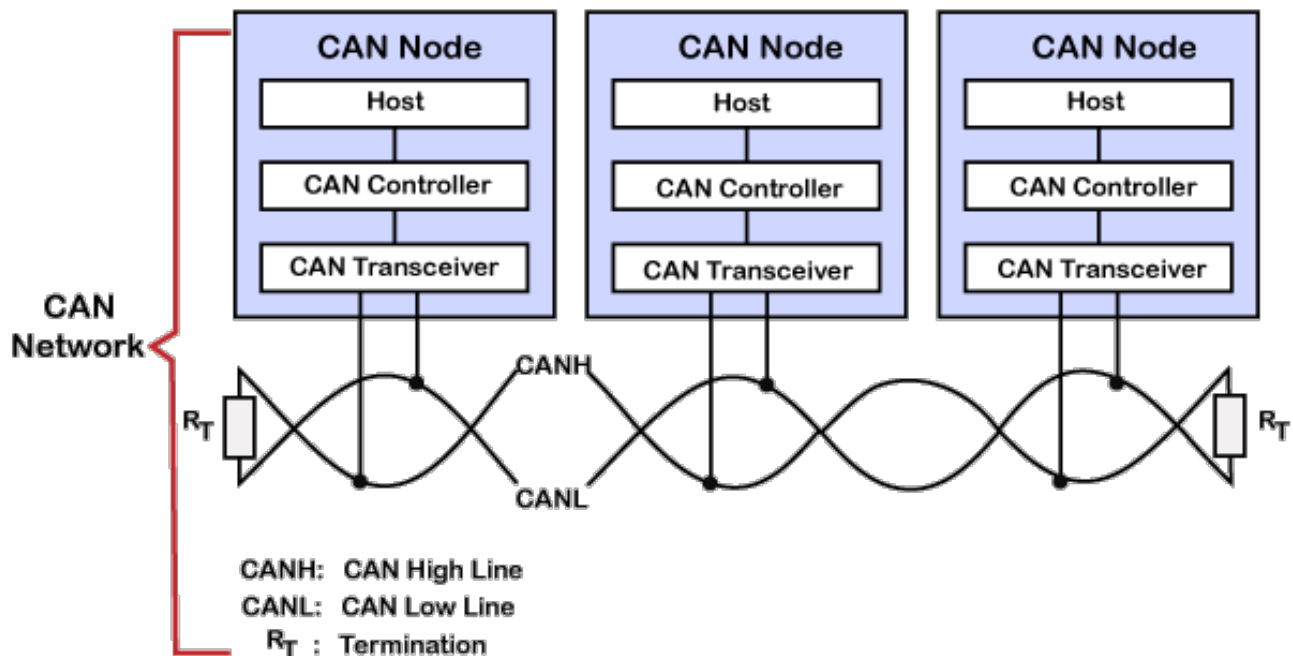 CAN Node
Host
CAN Controller
CAN Transceiver
CAN Node
Host
CAN Controller
CAN Transceiver
CAN Node
Host
CAN Controller
CAN Transceiver
CAN
Network
CANH
RT
RT
CANL
CANH: CAN High Line
CANL: CAN Low Line
RT : Termination